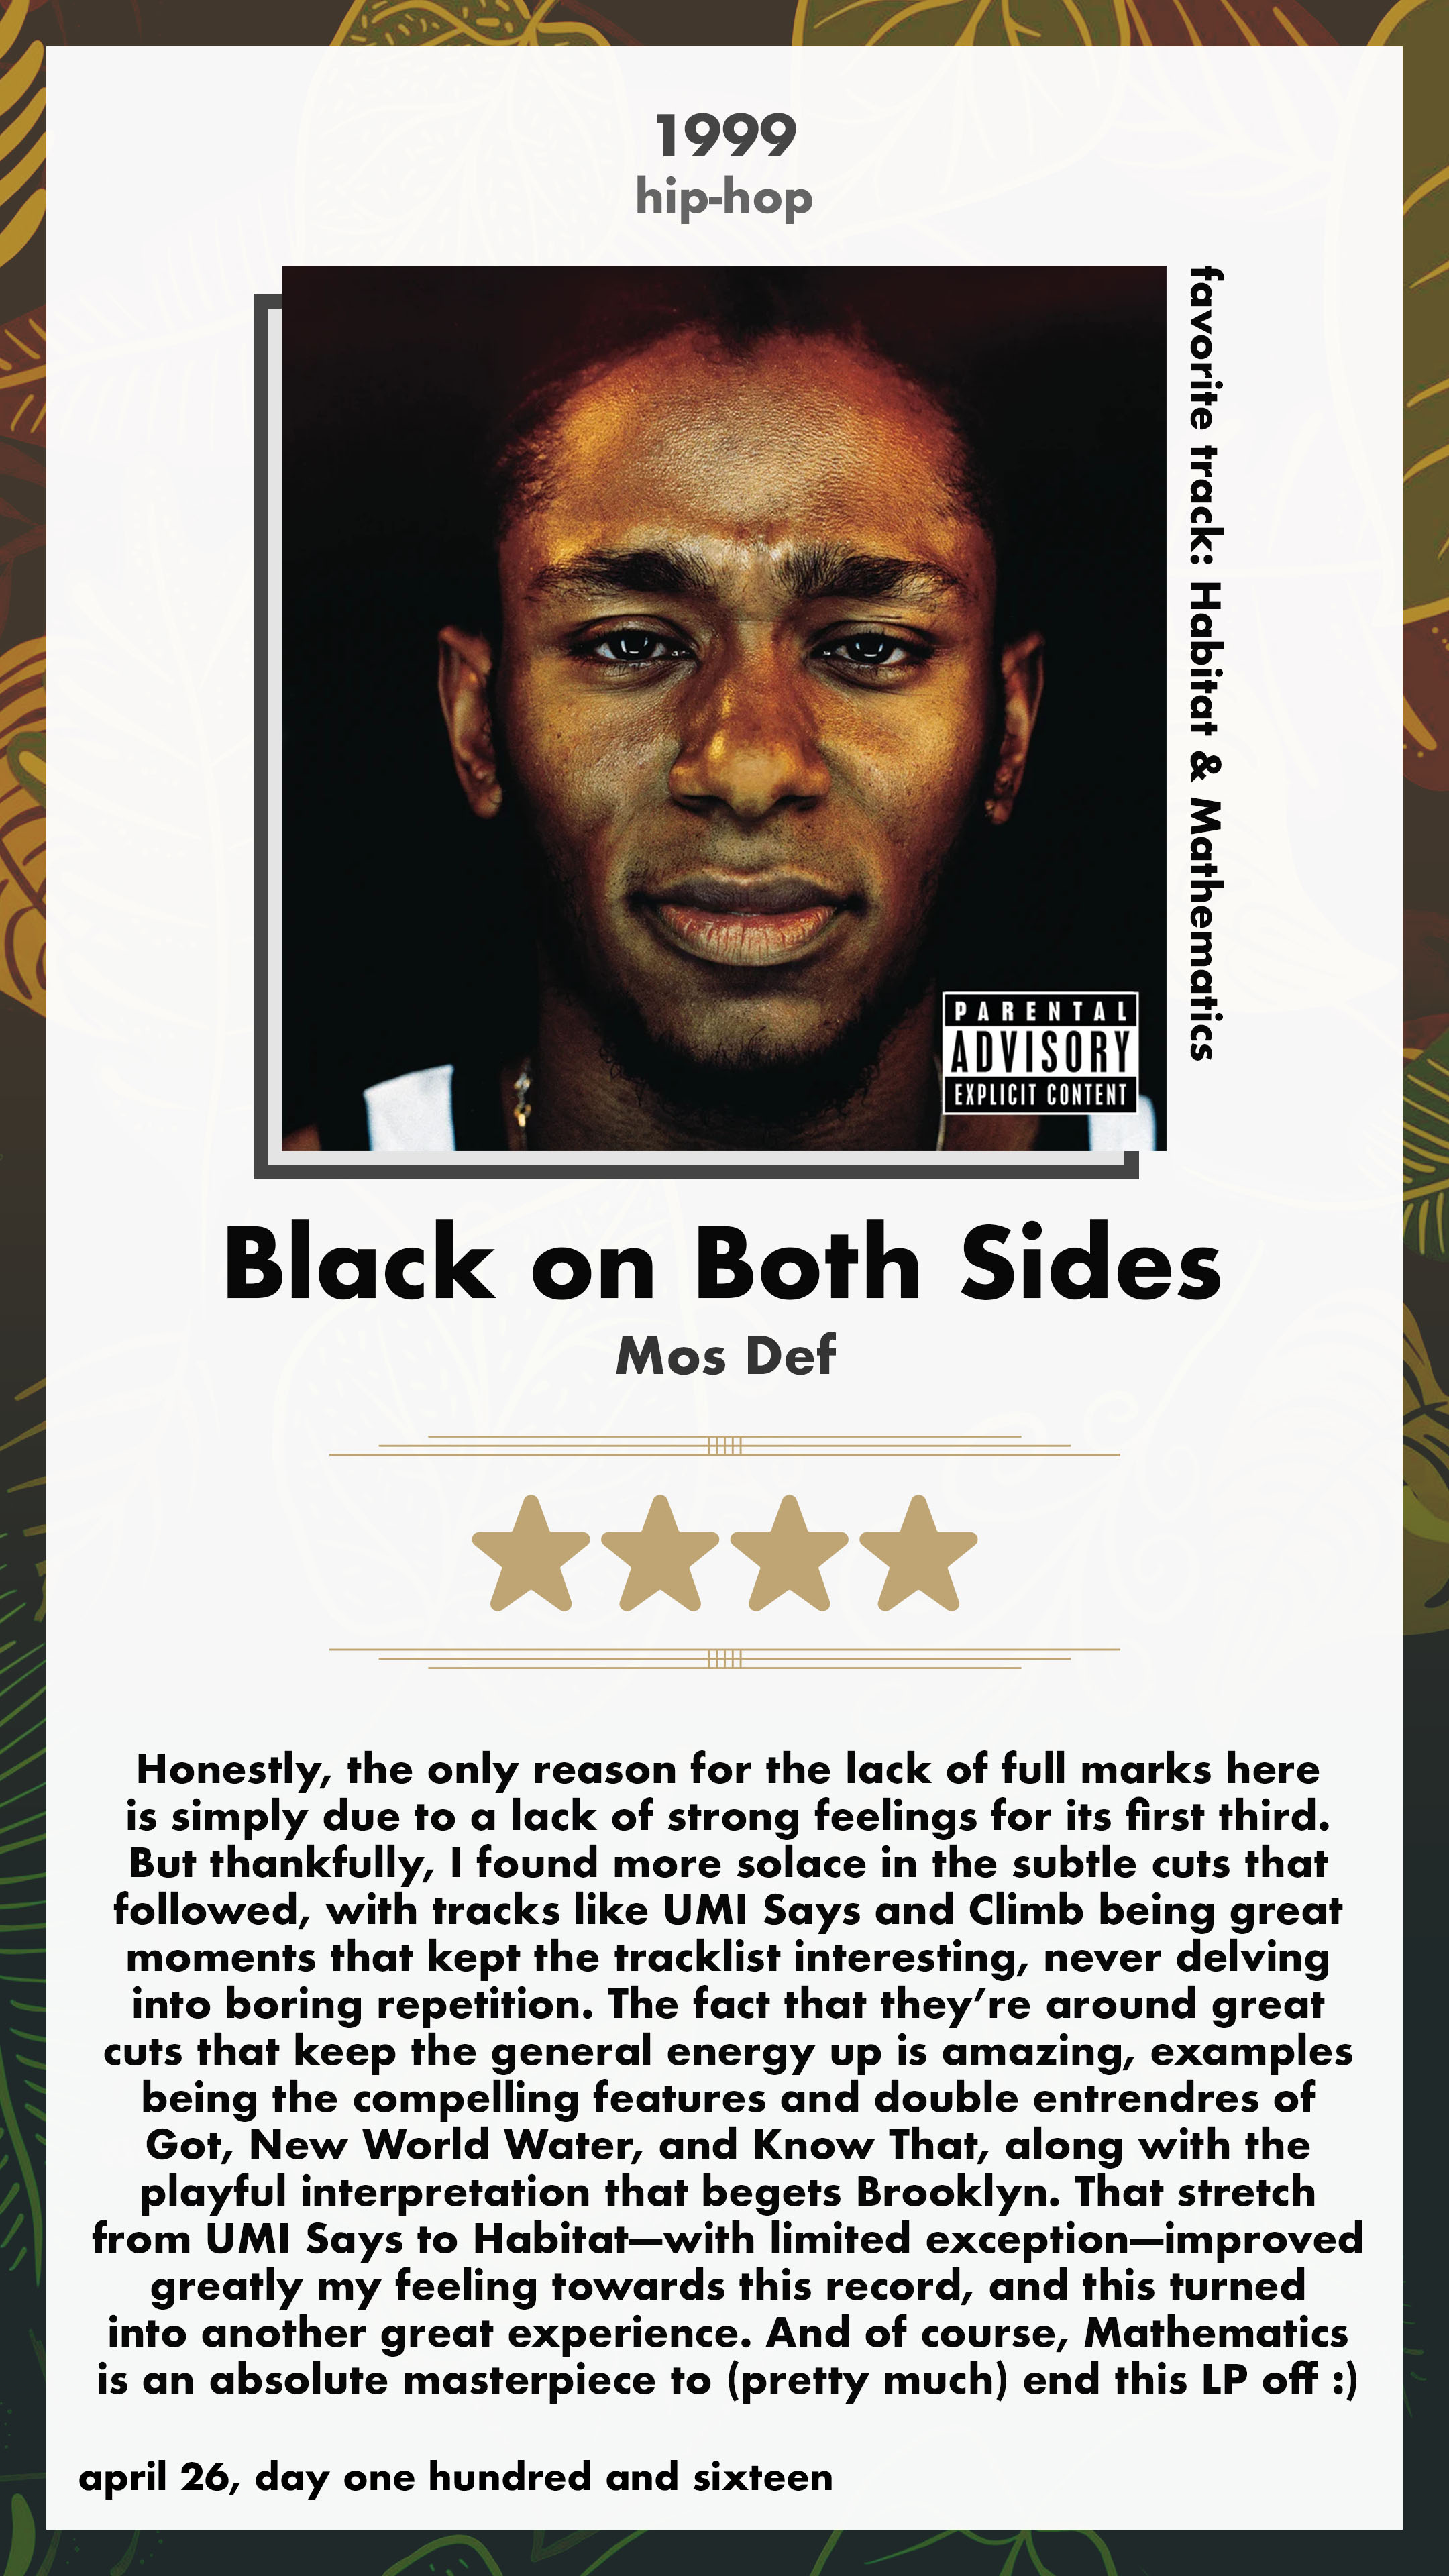 1999
hip-hop
favorite track: Habitat & Mathematics
PARENTAL
ADVISORY
EXPLICIT CONTENT
Black on Both Sides
Mos Def
Honestly, the only reason for the lack of full marks here
is simply due to a lack of strong feelings for its first third.
But thankfully, I found more solace in the subtle cuts that
followed, with tracks like UMI Says and Climb being great
moments that kept the tracklist interesting, never delving
into boring repetition. The fact that they’re around great
cuts that keep the general energy up is amazing, examples
being the compelling features and double entrendres of
Got, New World Water, and Know That, along with the
playful interpretation that begets Brooklyn. That stretch
from UMI Says to Habitat—with limited exception—improved
greatly my feeling towards this record, and this turned
into another great experience. And of course, Mathematics
is an absolute masterpiece to (pretty much) end this LP off :)
april 26, day one hundred and sixteen